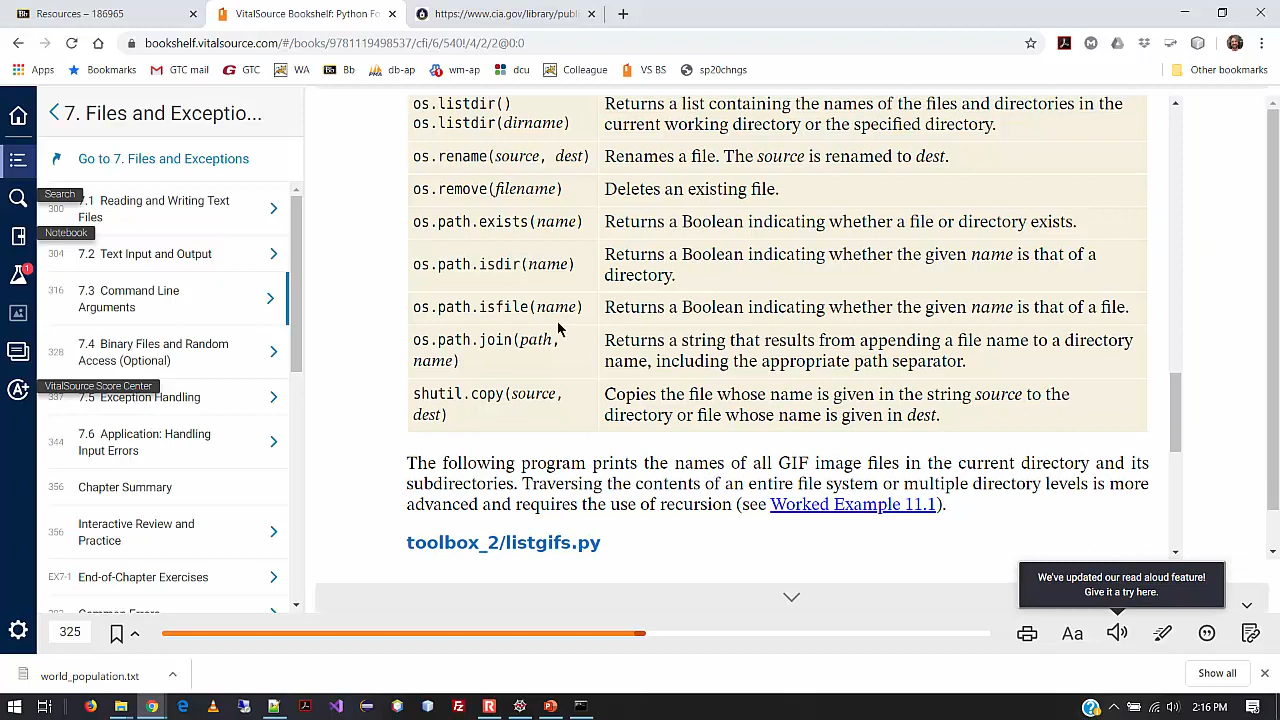 Resources – 186965
VitalSource Bookshelf: Python Fo
https://www.cia.gov/library/publ
bookshelf.vitalsource.com/#/books/9781119498537/cfi/6/540!/4/2/2@0:0
Apps
Bookmarks
GTC mail
GTC
WA
Bb
db-ap
wm-ap
dcu
Colleague
VS BS
sp20chngs
Other bookmarks
7. Files and Exceptio...
Go to 7. Files and Exceptions
Search
Notebook
VitalSource Score Center
300
7.1 Reading and Writing Text
Files
304
7.2 Text Input and Output
316
7.3 Command Line
Arguments
328
7.4 Binary Files and Random
Access (Optional)
337
7.5 Exception Handling
344
7.6 Application: Handling
Input Errors
356
Chapter Summary
356
Interactive Review and
Practice
EX7-1
End-of-Chapter Exercises
Common Errors
os.listdir()
os.listdir(dirname)
Returns a list containing the names of the files and directories in the
current working directory or the specified directory.
os.rename(source, dest)
Renames a file. The source is renamed to dest.
os.remove(filename)
Deletes an existing file.
os.path.exists(name)
Returns a Boolean indicating whether a file or directory exists.
os.path.isdir(name)
Returns a Boolean indicating whether the given name is that of a
directory.
os.path.isfile(name)
Returns a Boolean indicating whether the given name is that of a file.
os.path.join(path,
name)
Returns a string that results from appending a file name to a directory
name, including the appropriate path separator.
shutil.copy(source,
dest)
Copies the file whose name is given in the string source to the
directory or file whose name is given in dest.
The following program prints the names of all GIF image files in the current directory and its
subdirectories. Traversing the contents of an entire file system or multiple directory levels is more
advanced and requires the use of recursion (see Worked Example 11.1).
toolbox_2/listgifs.py
We've updated our read aloud feature!
Give it a try here.
325
Aa
world_population.txt
Show all
2:16 PM